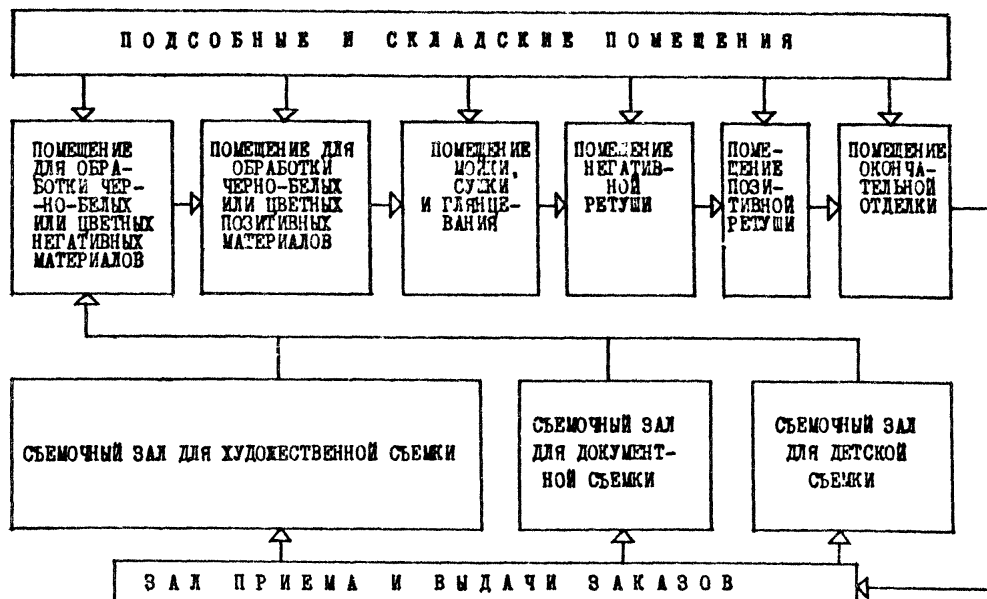 ПОДСОБНЫЕ И СКЛАДСКИЕ ПОМЕЩЕНИЯ
ПОМЕЩЕНИЕ
ДЛЯ ОБРА-
БОТКИ ЧЕР-
-НО-БЕЛЫХ
ИЛИ ЦВЕТНЫХ
НЕГАТИВНЫХ
МАТЕРИАЛОВ
ПОМЕЩЕНИЕ ДЛЯ
ОБРАБОТКИ
ЧЕРНО-БЕЛЫХ
ИЛИ ЦВЕТНЫХ
ПОЗИТИВНЫХ
МАТЕРИАЛОВ
ПОМЕЩЕНИЕ
МОЙКИ,
СУШКИ
И ГЛЯНЦЕ-
ВАНИЯ
ПОМЕЩЕНИЕ
НЕГАТИВ-
НОЙ
РЕТУШИ
ПОМЕ-
ЩЕНИЕ
ПОЗИ-
ТИВНОЙ
РЕТУШИ
ПОМЕЩЕНИЕ
ОКОНЧА-
ТЕЛЬНОЙ
ОТДЕЛКИ
СЪЕМОЧНЫЙ ЗАЛ ДЛЯ ХУДОЖЕСТВЕННОЙ СЪЕМКИ
СЪЕМОЧНЫЙ ЗАЛ
ДЛЯ ДОКУМЕНТ-
НОЙ СЪЕМКИ
СЪЕМОЧНЫЙ ЗАЛ
ДЛЯ ДЕТСКОЙ
СЪЕМКИ
ЗАЛ ПРИЕМА И ВЫДАЧИ ЗАКАЗОВ